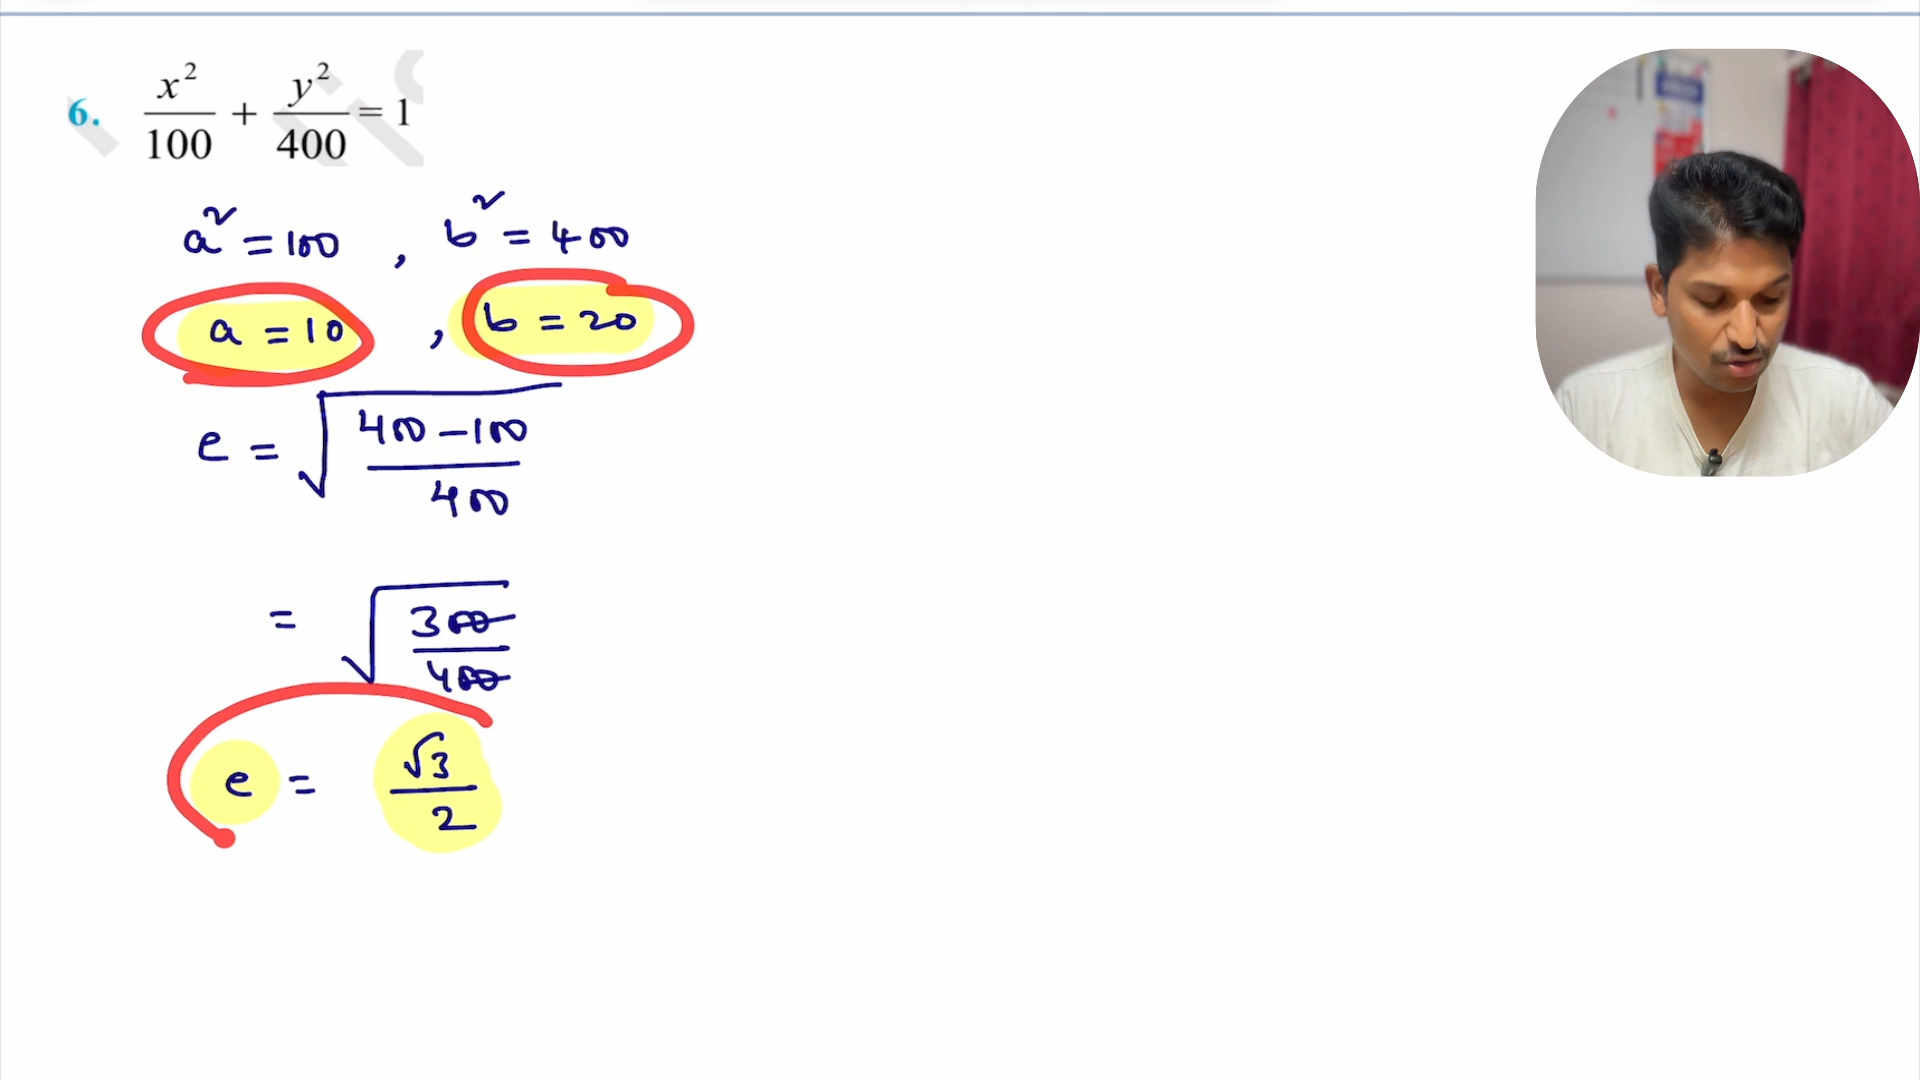 6. x²/100 + y²/400 = 1
a² = 100 , b² = 400
a = 10 , b = 20
e = √((400 – 100)/400)
= √(300/400)
e = √3/2